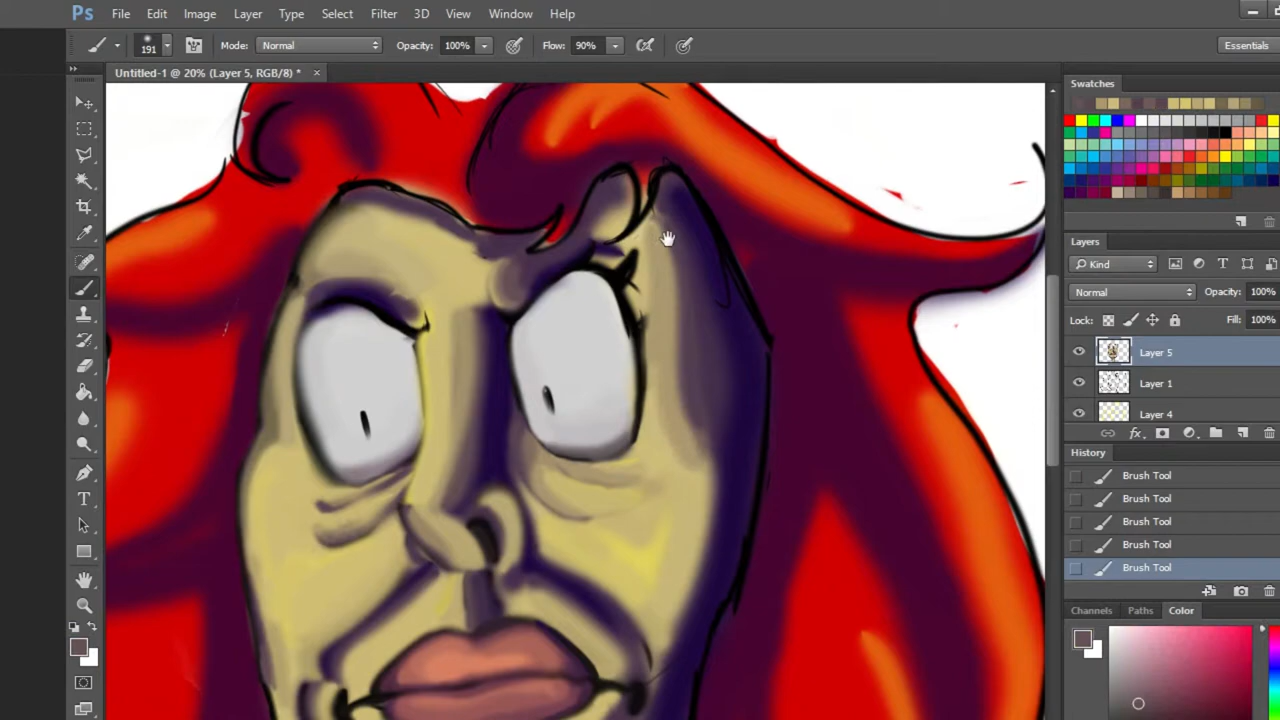 Ps File Edit Image Layer Type Select Filter 3D View Window Help
191 Mode: Normal Opacity: 100% Flow: 90% Essentials
Untitled-1 @ 20% (Layer 5, RGB/8) * ×
Swatches
Layers
Kind
Normal Opacity: 100%
Lock: Fill: 100%
Layer 5
Layer 1
Layer 4
fx
History
Brush Tool
Brush Tool
Brush Tool
Brush Tool
Brush Tool
Channels Paths Color